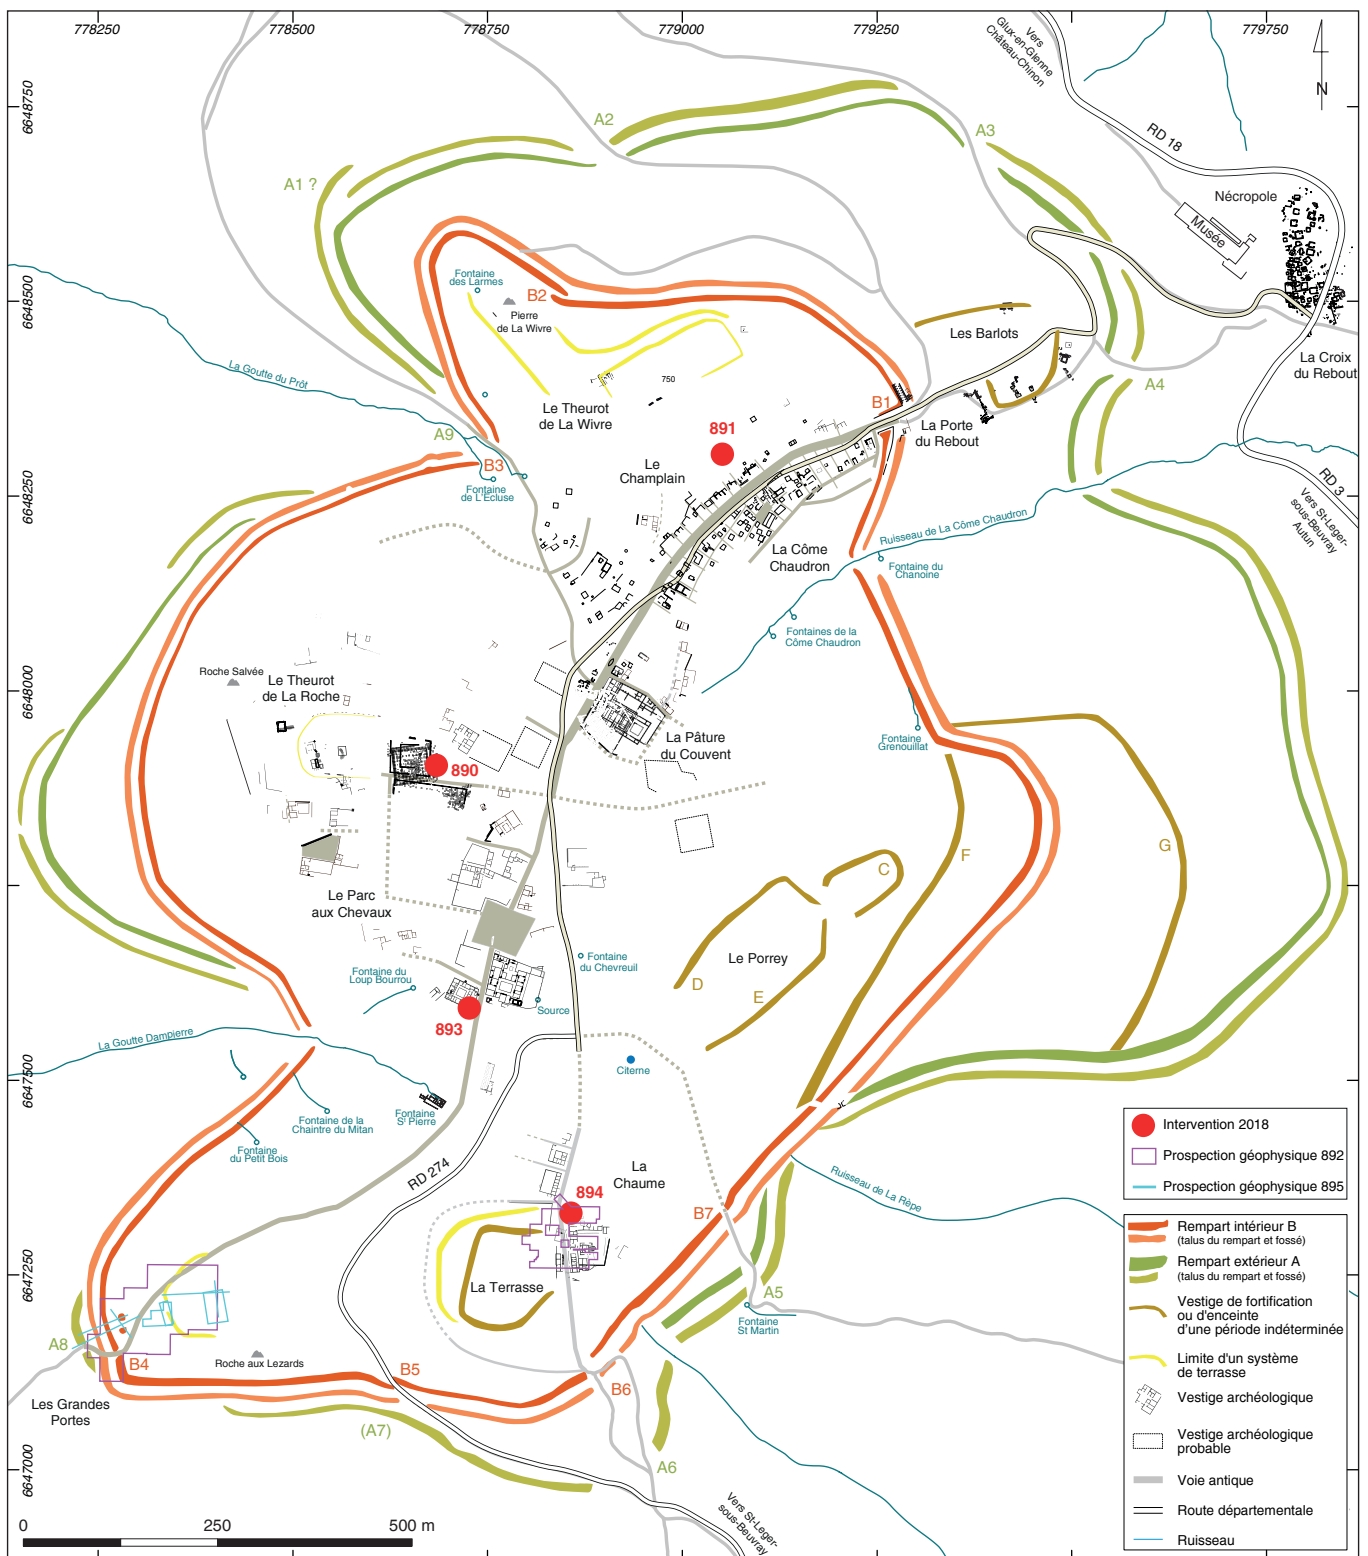 778250
778500
778750
779000
779250
779750
6648750
6648500
6648250
6648000
6647500
6647250
6647000
Vers
Glux-en-Glenne
Château-Chinon
N
RD 18
Nécropole
Musée
La Croix
du Rebout
RD 3
Vers St-Leger-
sous-Beuvray
Autun
A1 ?
A2
A3
A4
A5
A6
(A7)
A8
A9
B1
B2
B3
B4
B5
B6
B7
C
D
E
F
G
Fontaine
des Larmes
Pierre
de La Wivre
750
Les Barlots
La Porte
du Rebout
La Goutte du Prôt
Le Theurot
de La Wivre
891
Le
Champlain
Fontaine
de L'Ecluse
La Côme
Chaudron
Ruisseau de La Côme Chaudron
Fontaine du
Chanoine
Fontaines de la
Côme Chaudron
Roche Salvée
Le Theurot
de La Roche
890
La Pâture
du Couvent
Fontaine
Grenouillat
Le Parc
aux Chevaux
Le Porrey
Fontaine du
Loup Bourrou
Fontaine
du Chevreuil
Source
893
La Goutte Dampierre
Citerne
Fontaine de la
Chaintre du Mitan
Fontaine
du Petit Bois
Fontaine
St Pierre
RD 274
La
Chaume
894
La Terrasse
Ruisseau de La Rèpe
Fontaine
St Martin
Roche aux Lezards
Les Grandes
Portes
Vers St-Leger-
sous-Beuvray
0
250
500 m
Intervention 2018
Prospection géophysique 892
Prospection géophysique 895
Rempart intérieur B
(talus du rempart et fossé)
Rempart extérieur A
(talus du rempart et fossé)
Vestige de fortification
ou d'enceinte
d'une période indéterminée
Limite d'un système
de terrasse
Vestige archéologique
Vestige archéologique
probable
Voie antique
Route départementale
Ruisseau